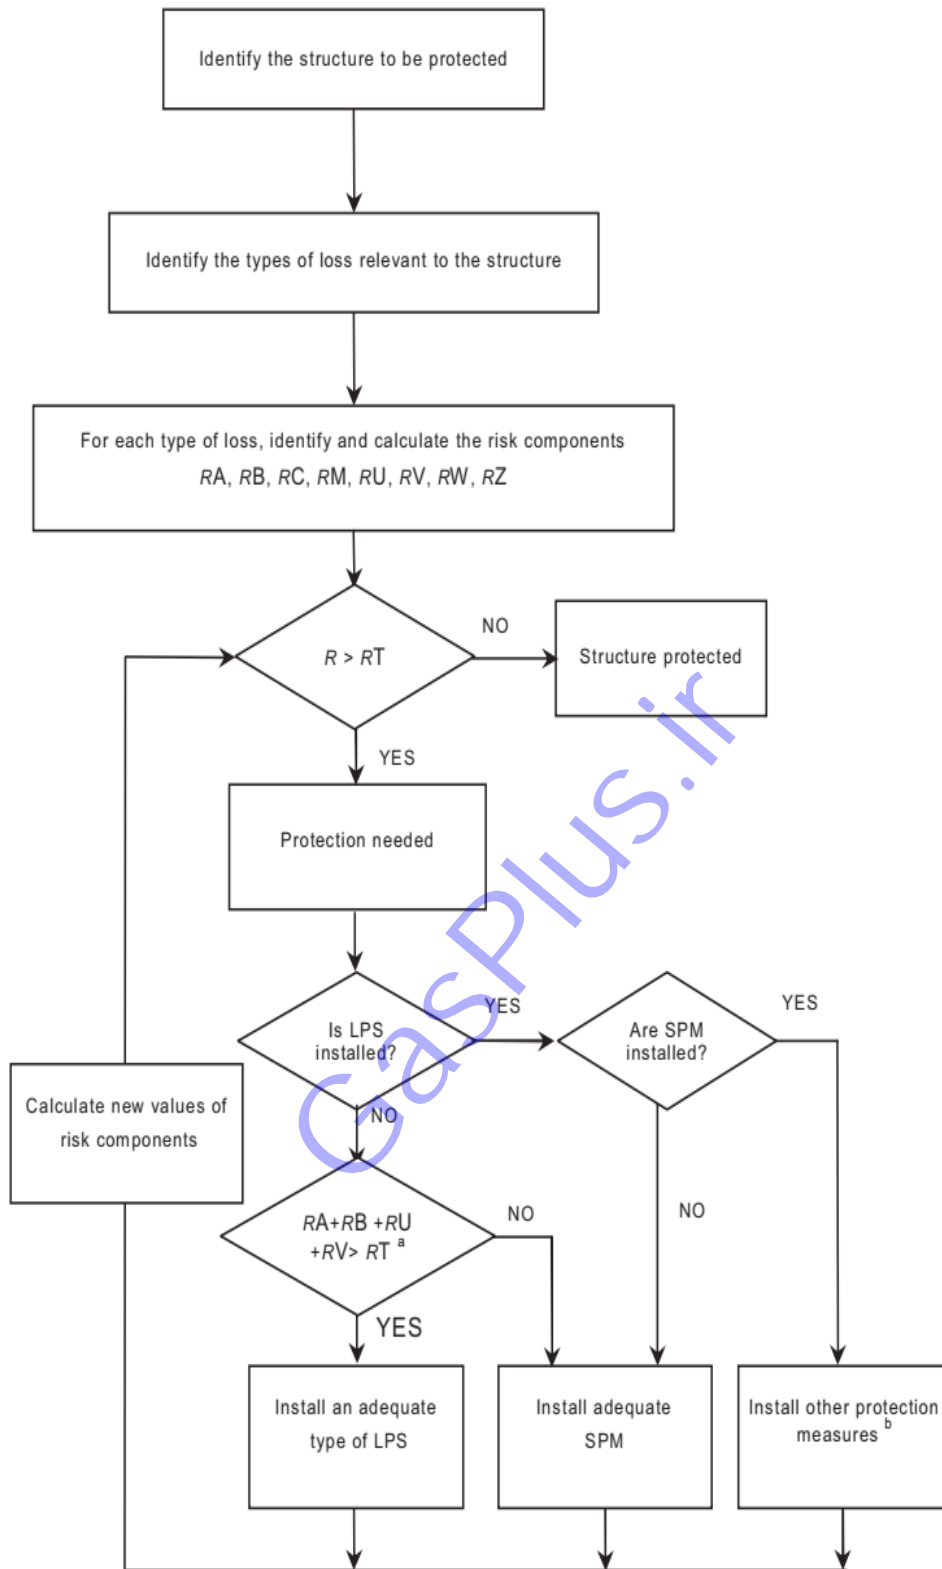 Identify the structure to be protected
Identify the types of loss relevant to the structure
For each type of loss, identify and calculate the risk components
RA, RB, RC, RM, RU, RV, RW, RZ
R > RT
NO
Structure protected
YES
Protection needed
Is LPS
installed?
YES
Are SPM
installed?
YES
NO
Calculate new values of
risk components
RA+RB +RU
+RV> RT a
NO
NO
YES
Install an adequate
type of LPS
Install adequate
SPM
Install other protection
measures b
GasPlus.ir